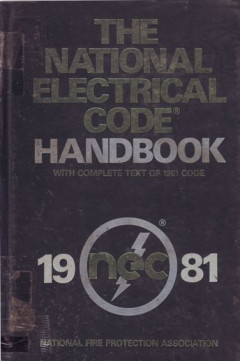 THE
NATIONAL
ELECTRICAL
CODE®
HANDBOOK
WITH COMPLETE TEXT OF 1981 CODE
®
19 nec 81
NATIONAL FIRE PROTECTION ASSOCIATION